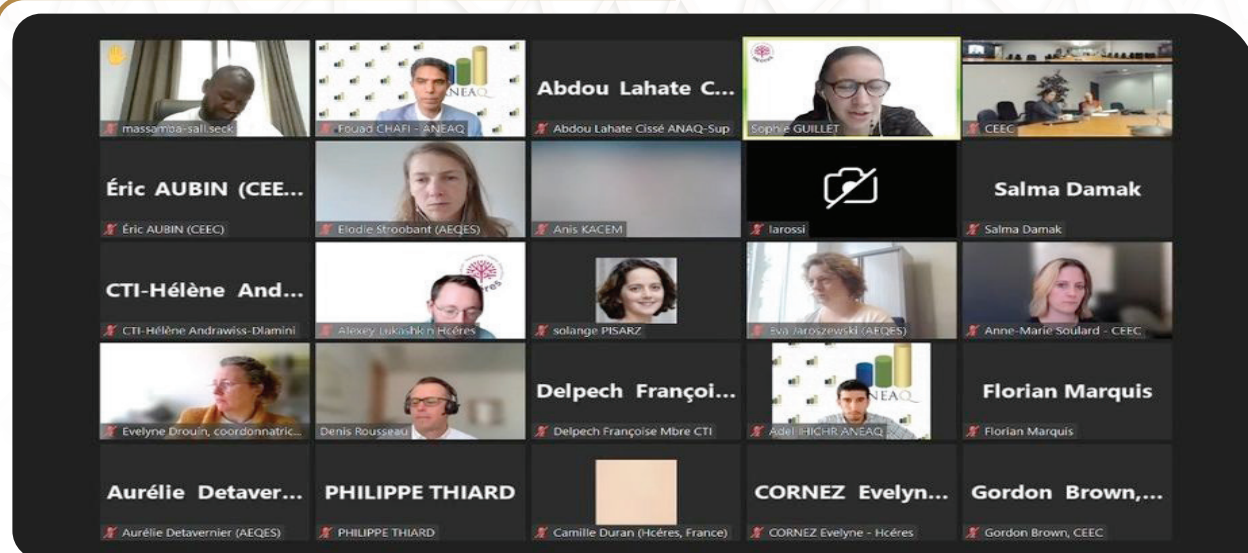 massamba-sall.seck
ANEAQ
Fouad CHAFI - ANEAQ
Abdou Lahate C...
Abdou Lahate Cissé ANAQ-Sup
Sophie GUILLET
CEEC
Éric AUBIN (CEE...
Éric AUBIN (CEEC)
Elodie Stroobant (AEQES)
Anis KACEM
larossi
Salma Damak
Salma Damak
CTI-Hélène And...
CTI-Hélène Andrawiss-Dlamini
Alexey Lukashkin Hcéres
solange PISARZ
Eva Jaroszewski (AEQES)
Anne-Marie Soulard - CEEC
Evelyne Drouin, coordonnatric...
Denis Rousseau
Delpech Françoi...
Delpech Françoise Mbre CTI
NEAQ
Adel IHICHR ANEAQ
Florian Marquis
Florian Marquis
Aurélie Detaver...
Aurélie Detavernier (AEQES)
PHILIPPE THIARD
PHILIPPE THIARD
Camille Duran (Hcéres, France)
CORNEZ Evelyn...
CORNEZ Evelyne - Hcéres
Gordon Brown,...
Gordon Brown, CEEC